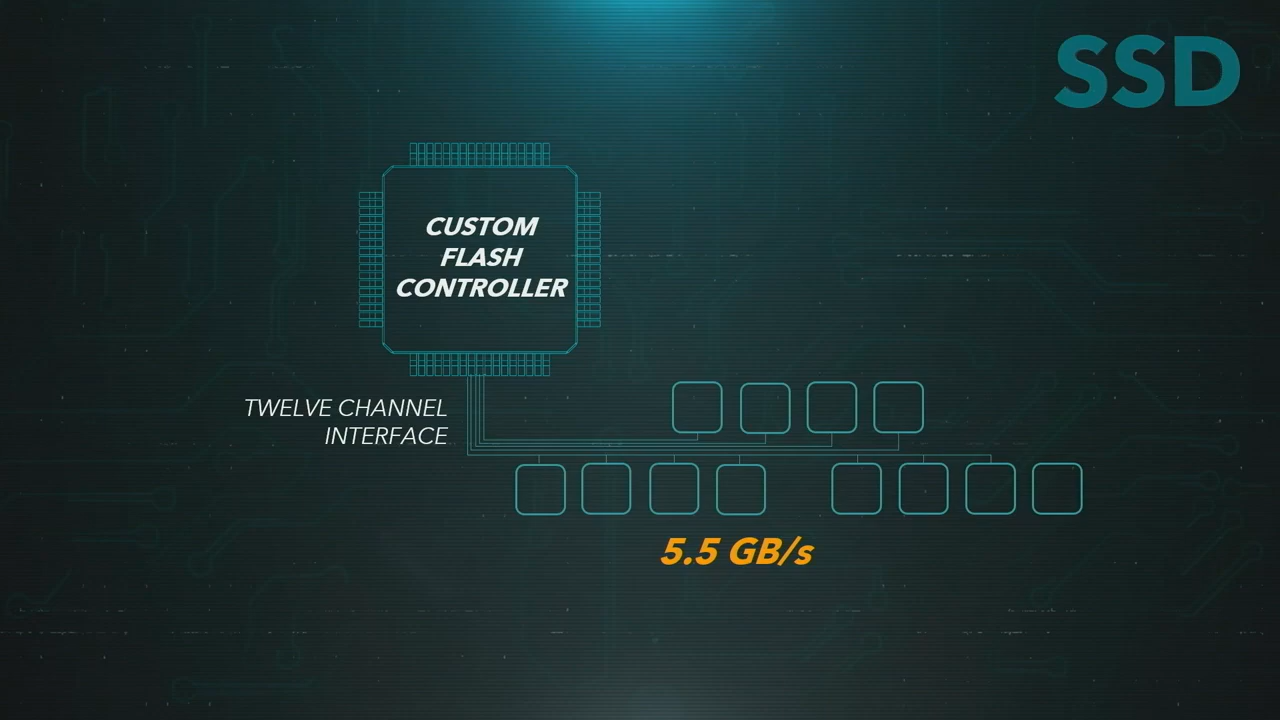 SSD
CUSTOM
FLASH
CONTROLLER
TWELVE CHANNEL
INTERFACE
5.5 GB/s